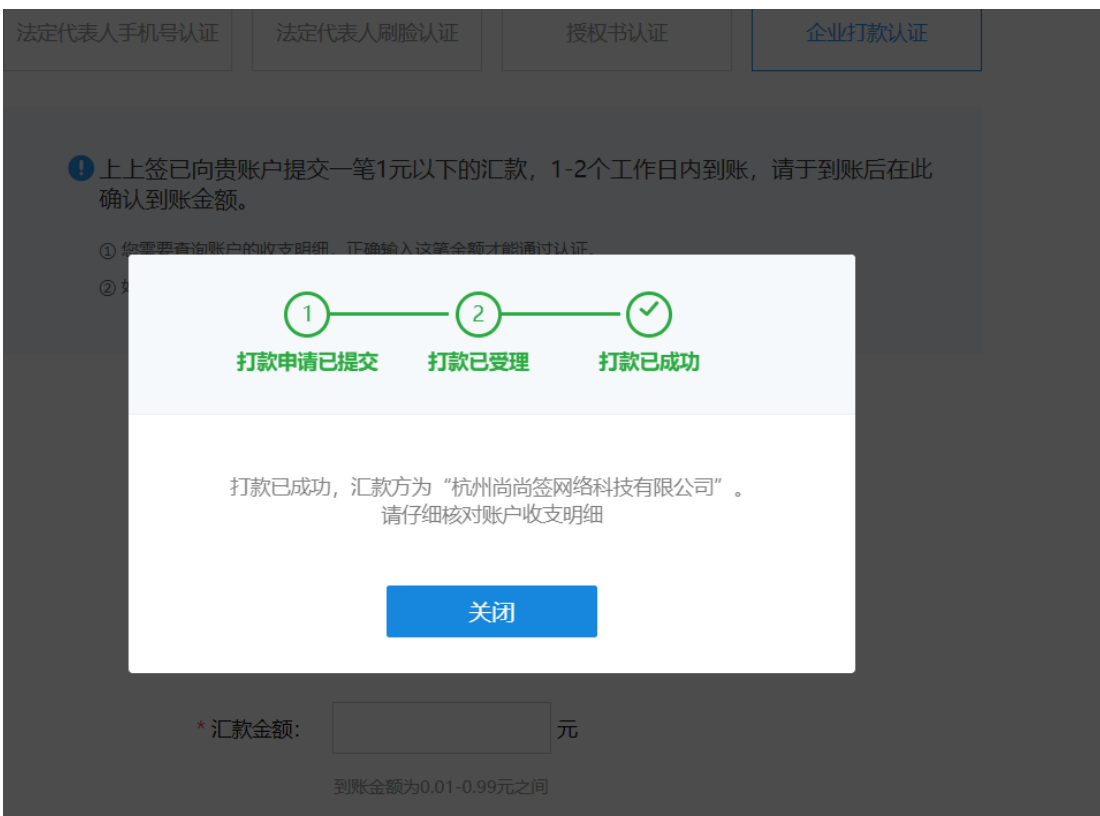 法定代表人手机号认证 法定代表人刷脸认证 授权书认证 企业打款认证
上上签已向贵账户提交一笔1元以下的汇款，1-2个工作日内到账，请于到账后在此
确认到账金额。
① 您需要查询账户的收支明细，正确输入这笔金额才能通过认证。
②
1 2
打款申请已提交 打款已受理 打款已成功
打款已成功，汇款方为“杭州尚尚签网络科技有限公司”。
请仔细核对账户收支明细
关闭
* 汇款金额： 元
到账金额为0.01-0.99元之间